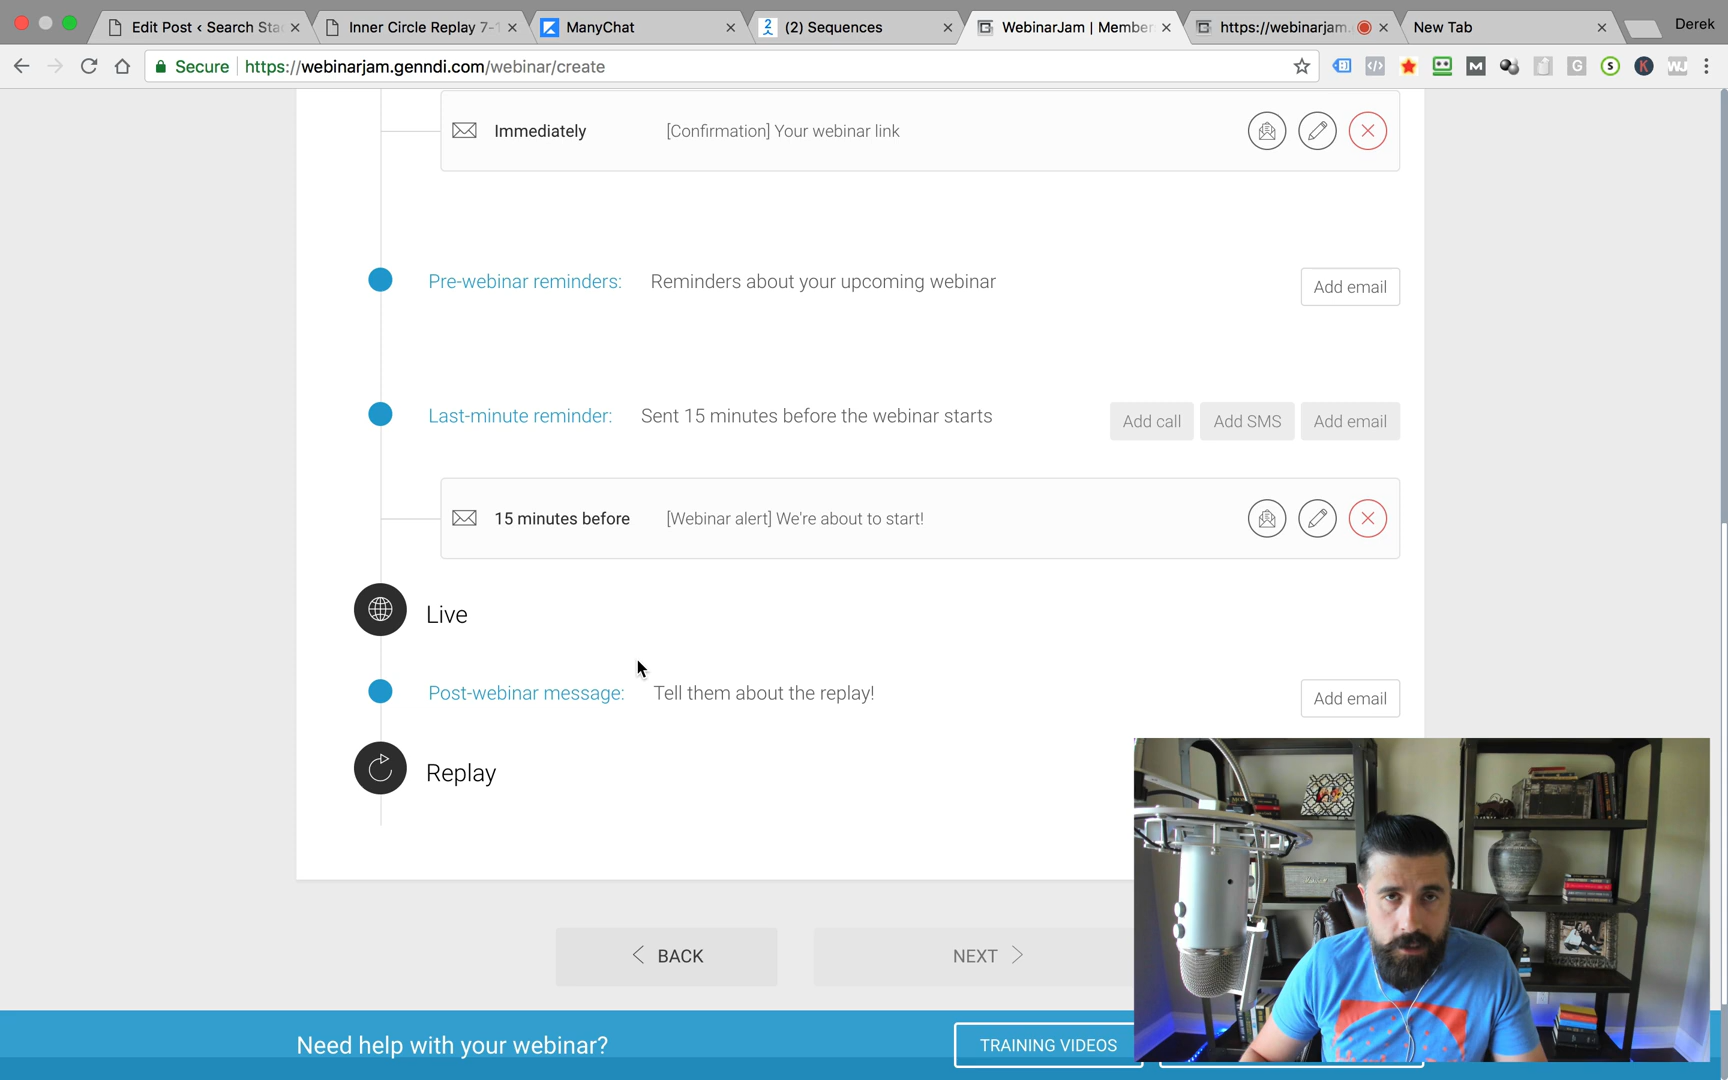 Edit Post ‹ Search Sta
Inner Circle Replay 7-1
ManyChat
(2) Sequences
WebinarJam | Member
https://webinarjam.
New Tab
Derek
Secure
https://webinarjam.genndi.com/webinar/create
Immediately
[Confirmation] Your webinar link
Pre-webinar reminders:
Reminders about your upcoming webinar
Add email
Last-minute reminder:
Sent 15 minutes before the webinar starts
Add call
Add SMS
Add email
15 minutes before
[Webinar alert] We're about to start!
Live
Post-webinar message:
Tell them about the replay!
Add email
Replay
BACK
NEXT
Need help with your webinar?
TRAINING VIDEOS